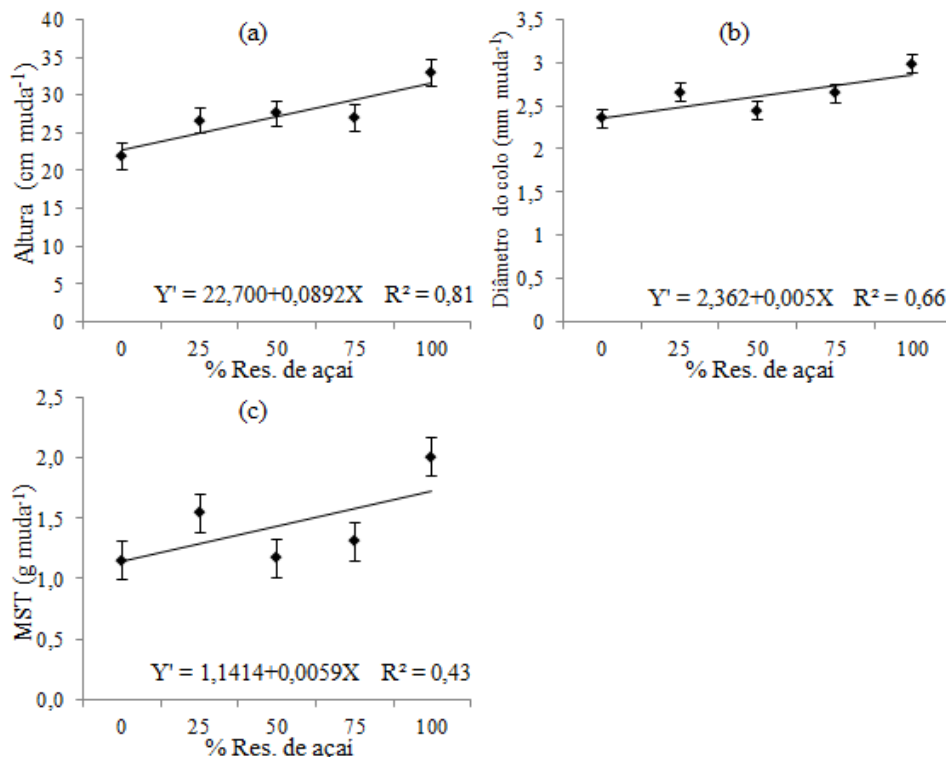 (a)
Altura (cm muda⁻¹)
40
35
30
25
20
15
10
5
0
Y' = 22,700+0,0892X R² = 0,81
0 25 50 75 100
% Res. de açaí
(b)
Diâmetro do colo (mm muda⁻¹)
3,5
3
2,5
2
1,5
1
0,5
0
Y' = 2,362+0,005X R² = 0,66
0 25 50 75 100
% Res. de açaí
(c)
MST (g muda⁻¹)
2,5
2,0
1,5
1,0
0,5
0,0
Y' = 1,1414+0,0059X R² = 0,43
0 25 50 75 100
% Res. de açaí